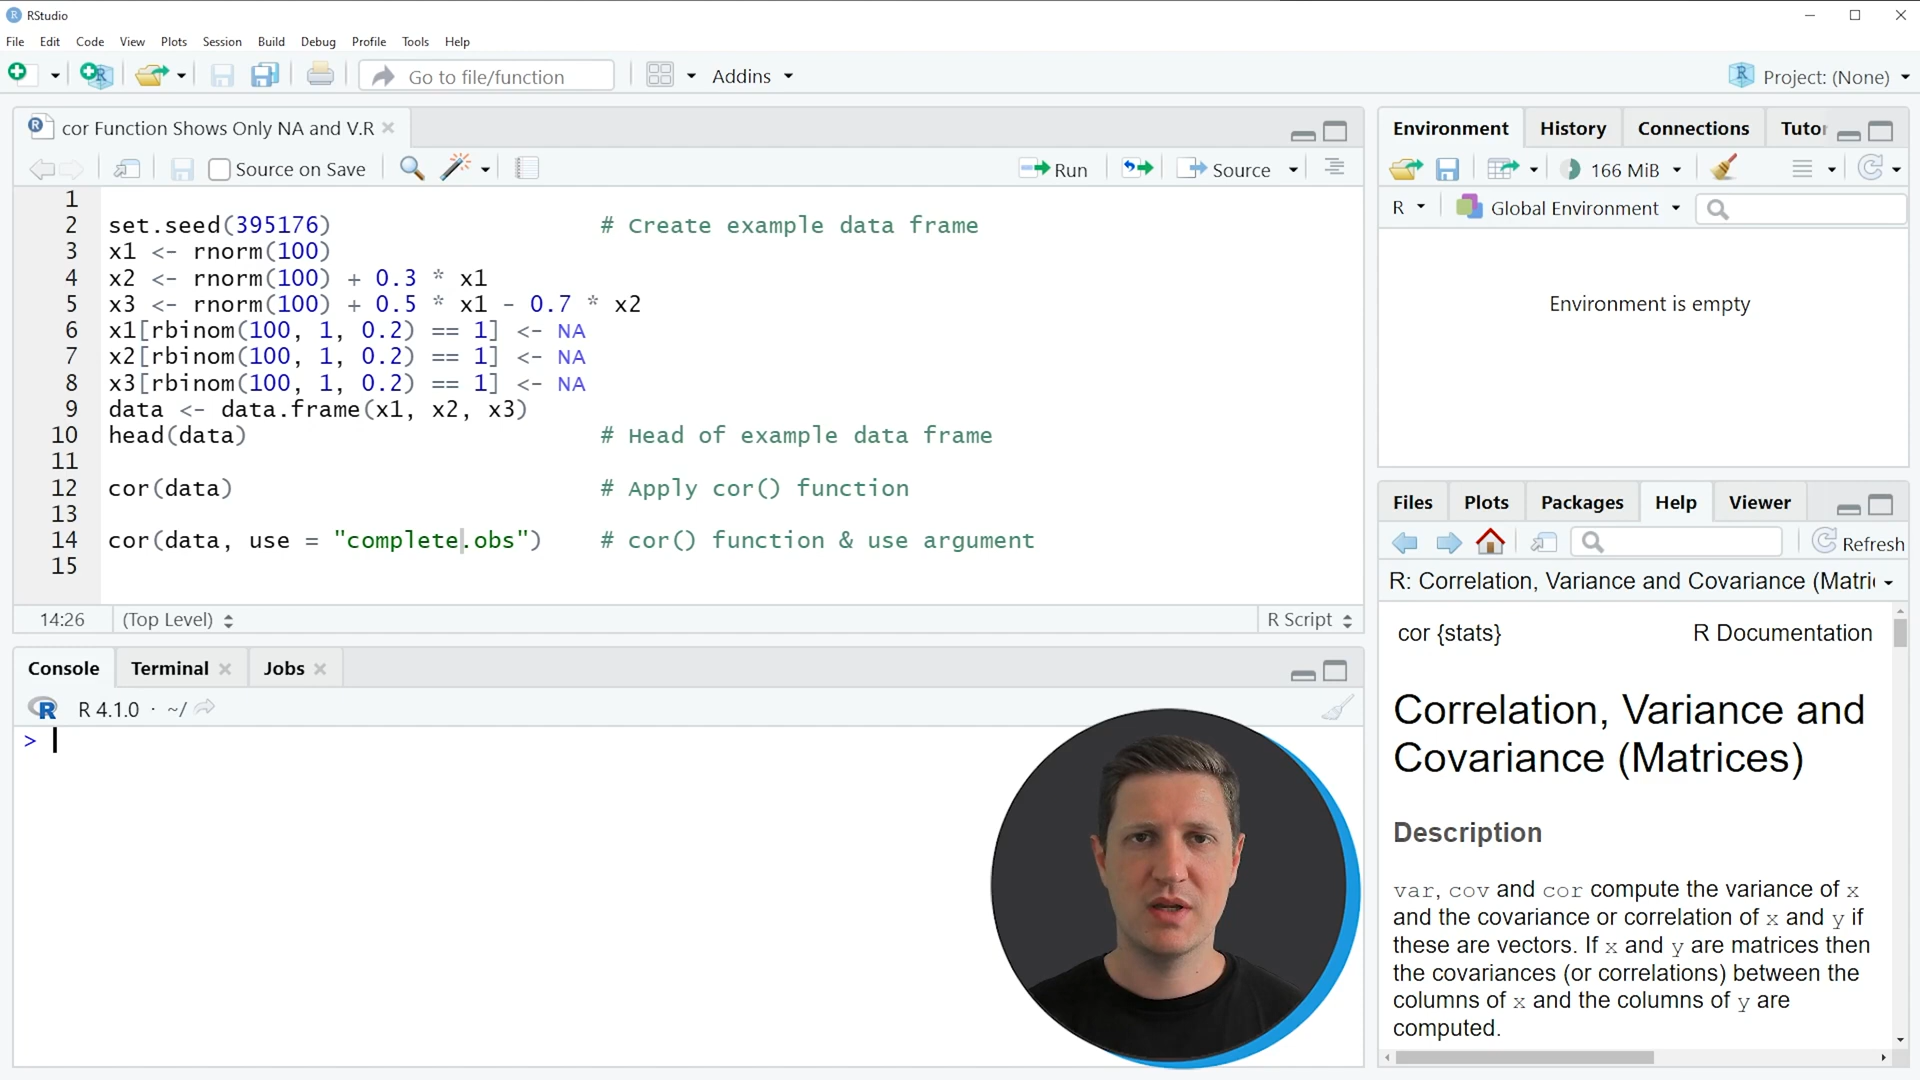 RStudio
File Edit Code View Plots Session Build Debug Profile Tools Help
Go to file/function Addins Project: (None)
cor Function Shows Only NA and V.R
Source on Save Run Source
1
2 set.seed(395176) # Create example data frame
3 x1 <- rnorm(100)
4 x2 <- rnorm(100) + 0.3 * x1
5 x3 <- rnorm(100) + 0.5 * x1 - 0.7 * x2
6 x1[rbinom(100, 1, 0.2) == 1] <- NA
7 x2[rbinom(100, 1, 0.2) == 1] <- NA
8 x3[rbinom(100, 1, 0.2) == 1] <- NA
9 data <- data.frame(x1, x2, x3)
10 head(data) # Head of example data frame
11
12 cor(data) # Apply cor() function
13
14 cor(data, use = "complete.obs") # cor() function & use argument
15
14:26 (Top Level) R Script
Console Terminal Jobs
R 4.1.0 · ~/
>
Environment History Connections Tutor
166 MiB
R Global Environment
Environment is empty
Files Plots Packages Help Viewer
Refresh
R: Correlation, Variance and Covariance (Matri
cor {stats} R Documentation
Correlation, Variance and
Covariance (Matrices)
Description
var, cov and cor compute the variance of x
and the covariance or correlation of x and y if
these are vectors. If x and y are matrices then
the covariances (or correlations) between the
columns of x and the columns of y are
computed.